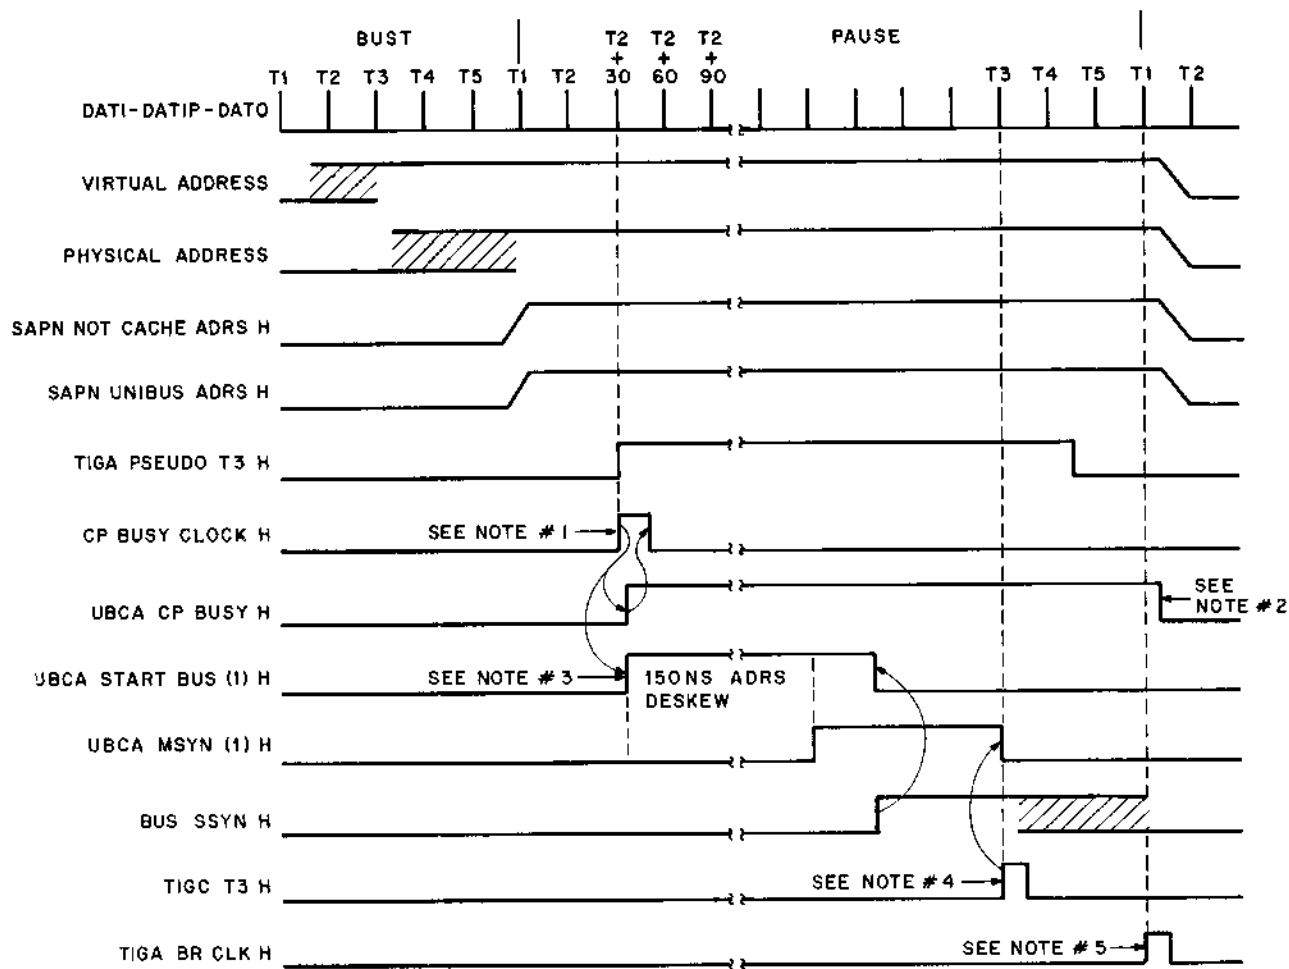 BUST
PAUSE
T1 T2 T3 T4 T5 T1 T2 T2 + 30 T2 + 60 T2 + 90 T3 T4 T5 T1 T2
DATI-DATIP-DATO
VIRTUAL ADDRESS
PHYSICAL ADDRESS
SAPN NOT CACHE ADRS H
SAPN UNIBUS ADRS H
TIGA PSEUDO T3 H
CP BUSY CLOCK H
SEE NOTE #1
UBCA CP BUSY H
SEE
NOTE #2
UBCA START BUS (1) H
SEE NOTE #3
150NS ADRS
DESKEW
UBCA MSYN (1) H
BUS SSYN H
TIGC T3 H
SEE NOTE #4
TIGA BR CLK H
SEE NOTE #5